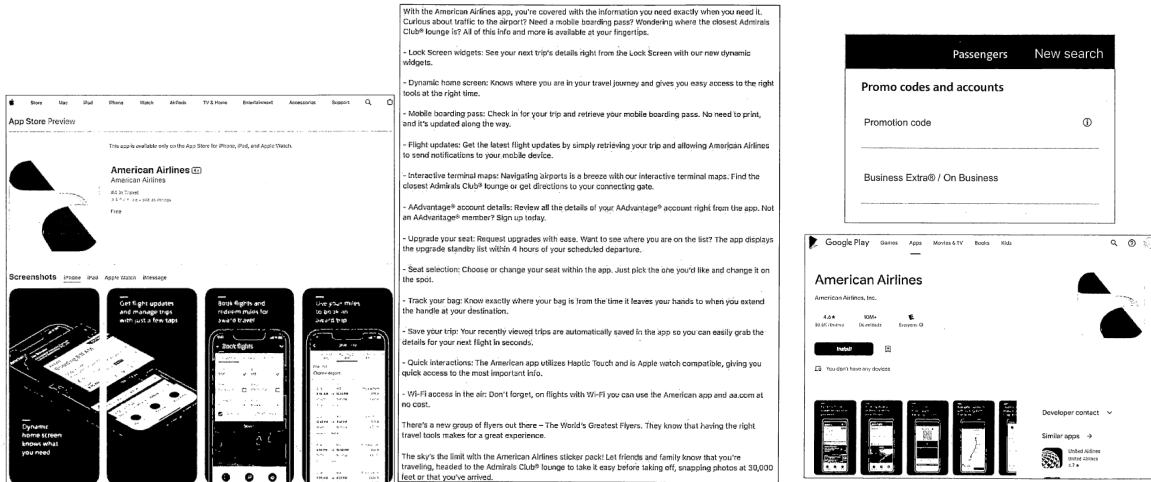 Store Mac iPad iPhone Watch AirPods TV & Home Entertainment Accessories Support
App Store Preview
This app is available only on the App Store for iPhone, iPad, and Apple Watch.
American Airlines 4+
American Airlines
in Travel
Free
Screenshots iPhone iPad Apple Watch iMessage
Dynamic
home screen
knows what
you need
Get flight updates
and manage trips
with just a few taps
Book flights and
redeem miles for
award travel
Book flights
Use your miles
to book an
award trip
With the American Airlines app, you're covered with the information you need exactly when you need it.
Curious about traffic to the airport? Need a mobile boarding pass? Wondering where the closest Admirals
Club® lounge is? All of this info and more is available at your fingertips.
- Lock Screen widgets: See your next trip's details right from the Lock Screen with our new dynamic
widgets.
- Dynamic home screen: Knows where you are in your travel journey and gives you easy access to the right
tools at the right time.
- Mobile boarding pass: Check in for your trip and retrieve your mobile boarding pass. No need to print,
and it's updated along the way.
- Flight updates: Get the latest flight updates by simply retrieving your trip and allowing American Airlines
to send notifications to your mobile device.
- Interactive terminal maps: Navigating airports is a breeze with our interactive terminal maps. Find the
closest Admirals Club® lounge or get directions to your connecting gate.
- AAdvantage® account details: Review all the details of your AAdvantage® account right from the app. Not
an AAdvantage® member? Sign up today.
- Upgrade your seat: Request upgrades with ease. Want to see where you are on the list? The app displays
the upgrade standby list within 4 hours of your scheduled departure.
- Seat selection: Choose or change your seat within the app. Just pick the one you'd like and change it on
the spot.
- Track your bag: Know exactly where your bag is from the time it leaves your hands to when you extend
the handle at your destination.
- Save your trip: Your recently viewed trips are automatically saved in the app so you can easily grab the
details for your next flight in seconds.
- Quick interactions: The American app utilizes Haptic Touch and is Apple watch compatible, giving you
quick access to the most important info.
- Wi-Fi access in the air: Don't forget, on flights with Wi-Fi you can use the American app and aa.com at
no cost.
There's a new group of flyers out there – The World's Greatest Flyers. They know that having the right
travel tools makes for a great experience.
The sky's the limit with the American Airlines sticker pack! Let friends and family know that you're
traveling, headed to the Admirals Club® lounge to take it easy before taking off, snapping photos at 30,000
feet or that you've arrived.
Passengers New search
Promo codes and accounts
Promotion code
Business Extra® / On Business
Google Play Games Apps Movies & TV Books Kids
American Airlines
American Airlines, Inc.
4.6★ 10M+
Downloads Everyone
Install
You don't have any devices
Developer contact
Similar apps →
United Airlines
United Airlines
4.7★